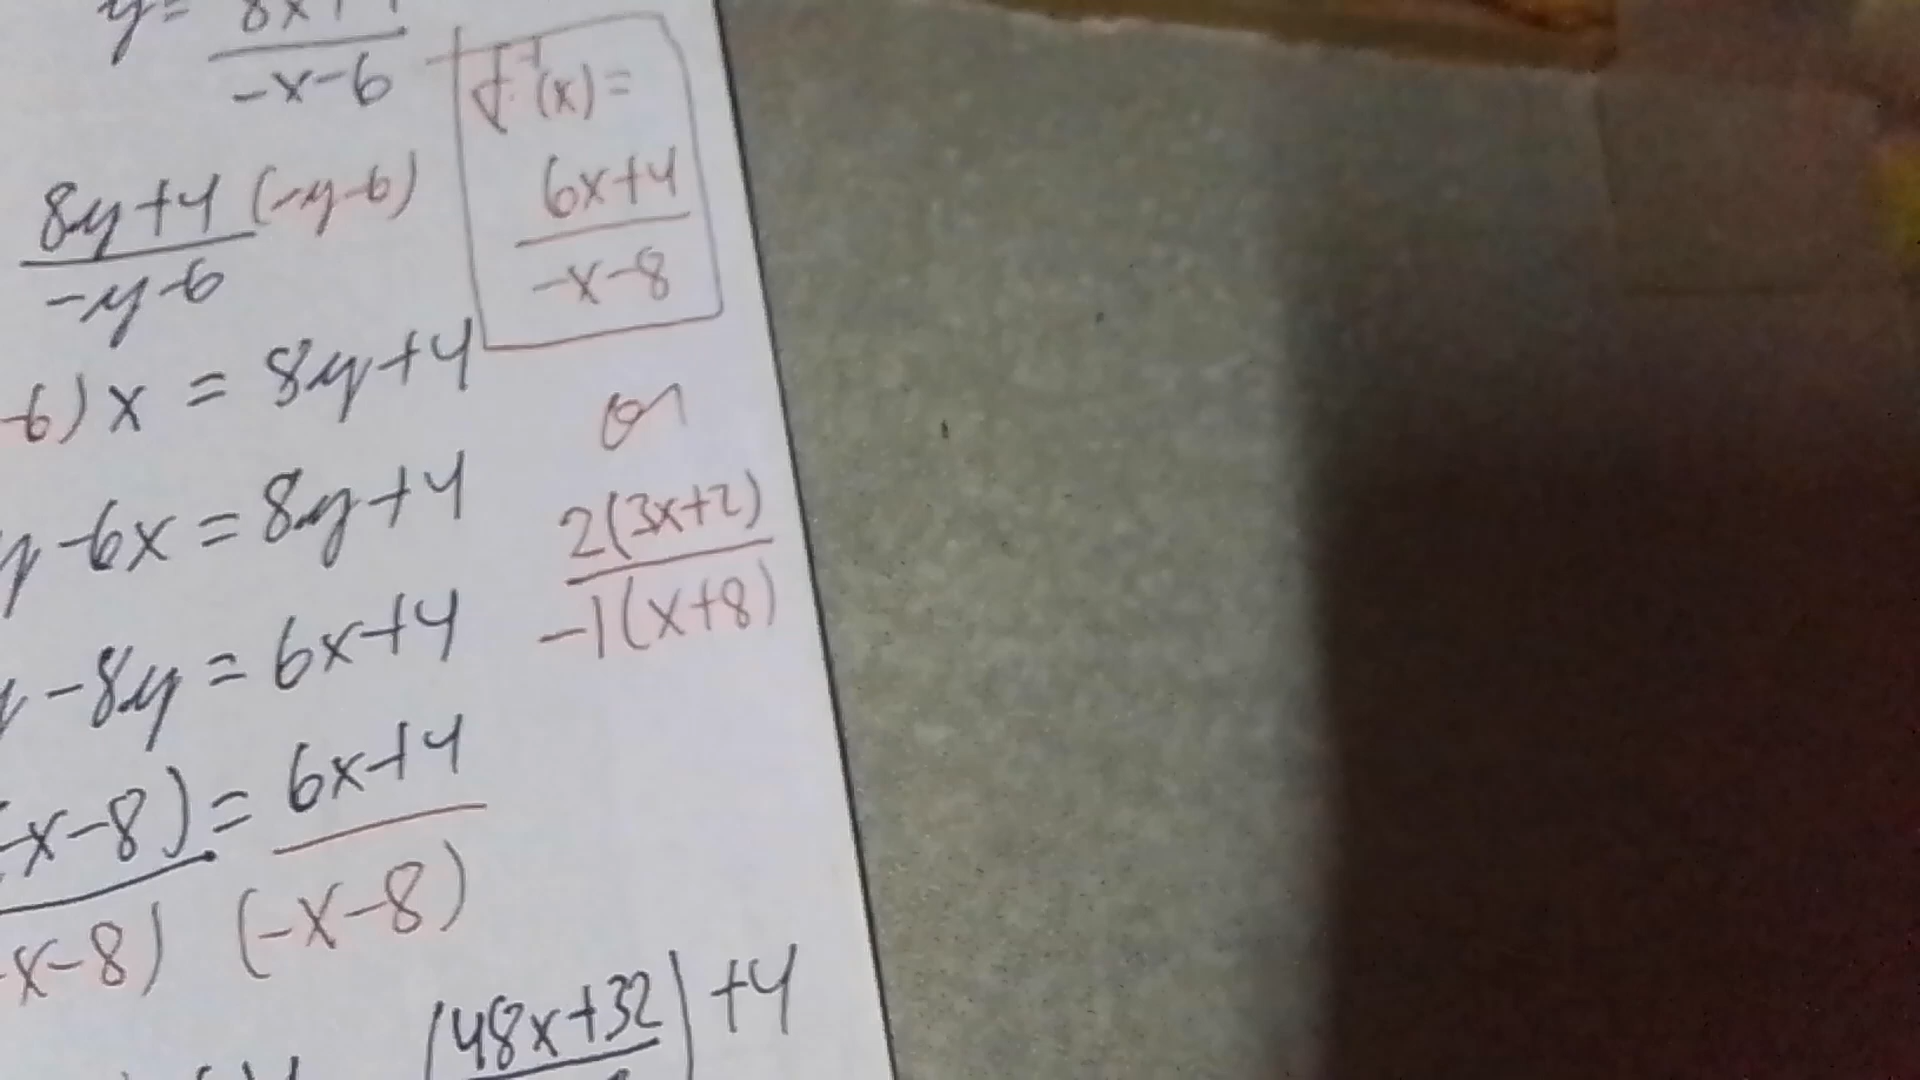 y = 8x+4
-x-6
8y+4 (-y-6)
-y-6
-6)x = 8y+4
y-6x = 8y+4
-8y = 6x+4
-x-8) = 6x+4
-x-8) (-x-8)
(48x+32) +4
f⁻¹(x) =
6x+4
-x-8
or
2(3x+2)
-1(x+8)